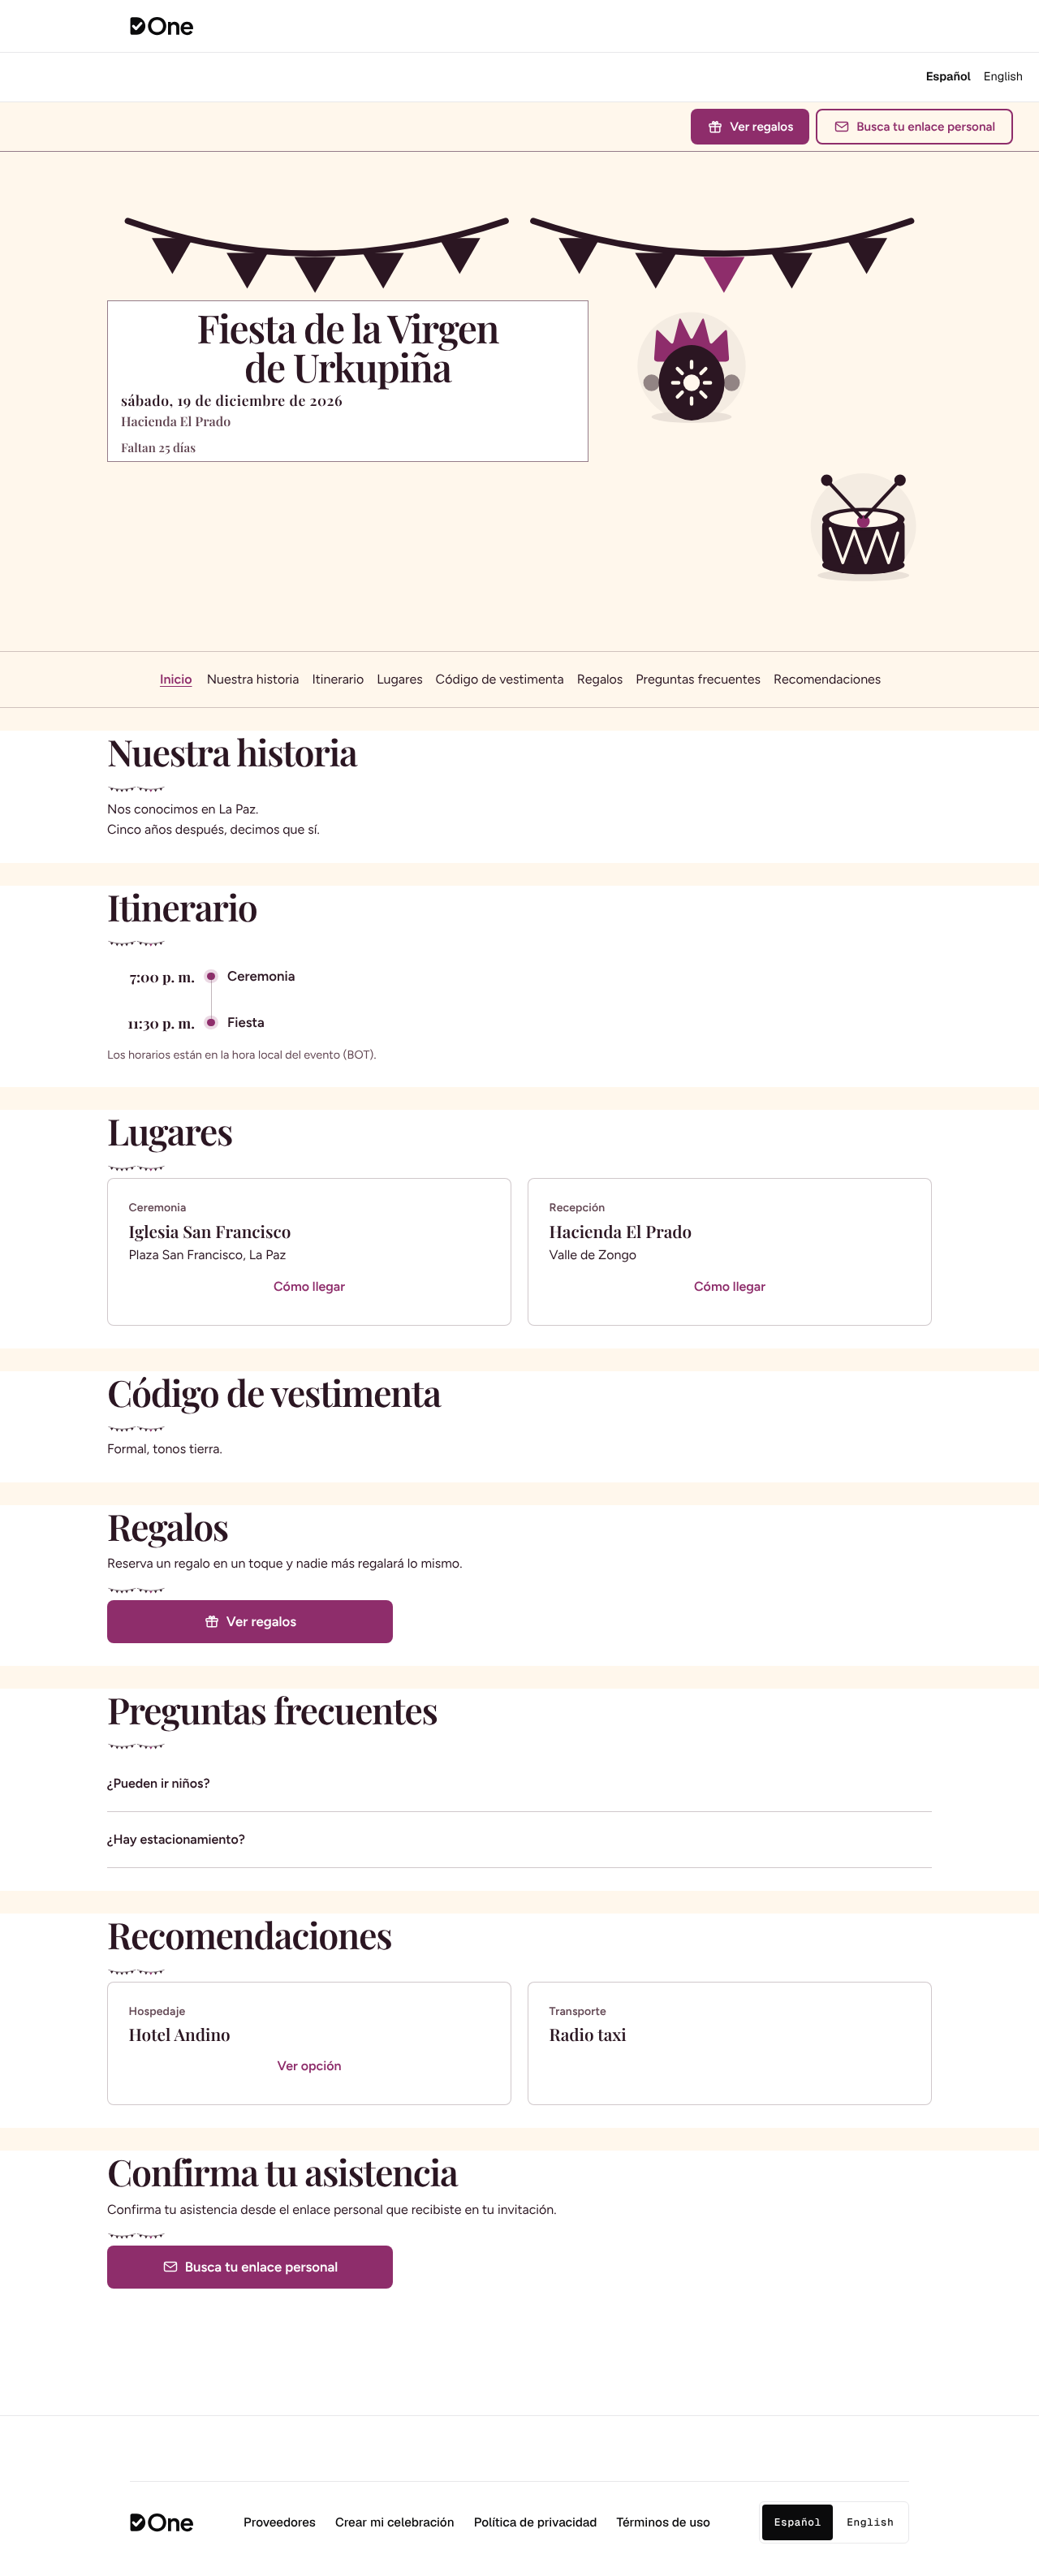 One
Español English
Ver regalos Busca tu enlace personal
Fiesta de la Virgen
de Urkupiña
sábado, 19 de diciembre de 2026
Hacienda El Prado
Faltan 25 días
Inicio Nuestra historia Itinerario Lugares Código de vestimenta Regalos Preguntas frecuentes Recomendaciones
Nuestra historia
Nos conocimos en La Paz.
Cinco años después, decimos que sí.
Itinerario
7:00 p. m. Ceremonia
11:30 p. m. Fiesta
Los horarios están en la hora local del evento (BOT).
Lugares
Ceremonia
Iglesia San Francisco
Plaza San Francisco, La Paz
Cómo llegar
Recepción
Hacienda El Prado
Valle de Zongo
Cómo llegar
Código de vestimenta
Formal, tonos tierra.
Regalos
Reserva un regalo en un toque y nadie más regalará lo mismo.
Ver regalos
Preguntas frecuentes
¿Pueden ir niños?
¿Hay estacionamiento?
Recomendaciones
Hospedaje
Hotel Andino
Ver opción
Transporte
Radio taxi
Confirma tu asistencia
Confirma tu asistencia desde el enlace personal que recibiste en tu invitación.
Busca tu enlace personal
One Proveedores Crear mi celebración Política de privacidad Términos de uso Español English